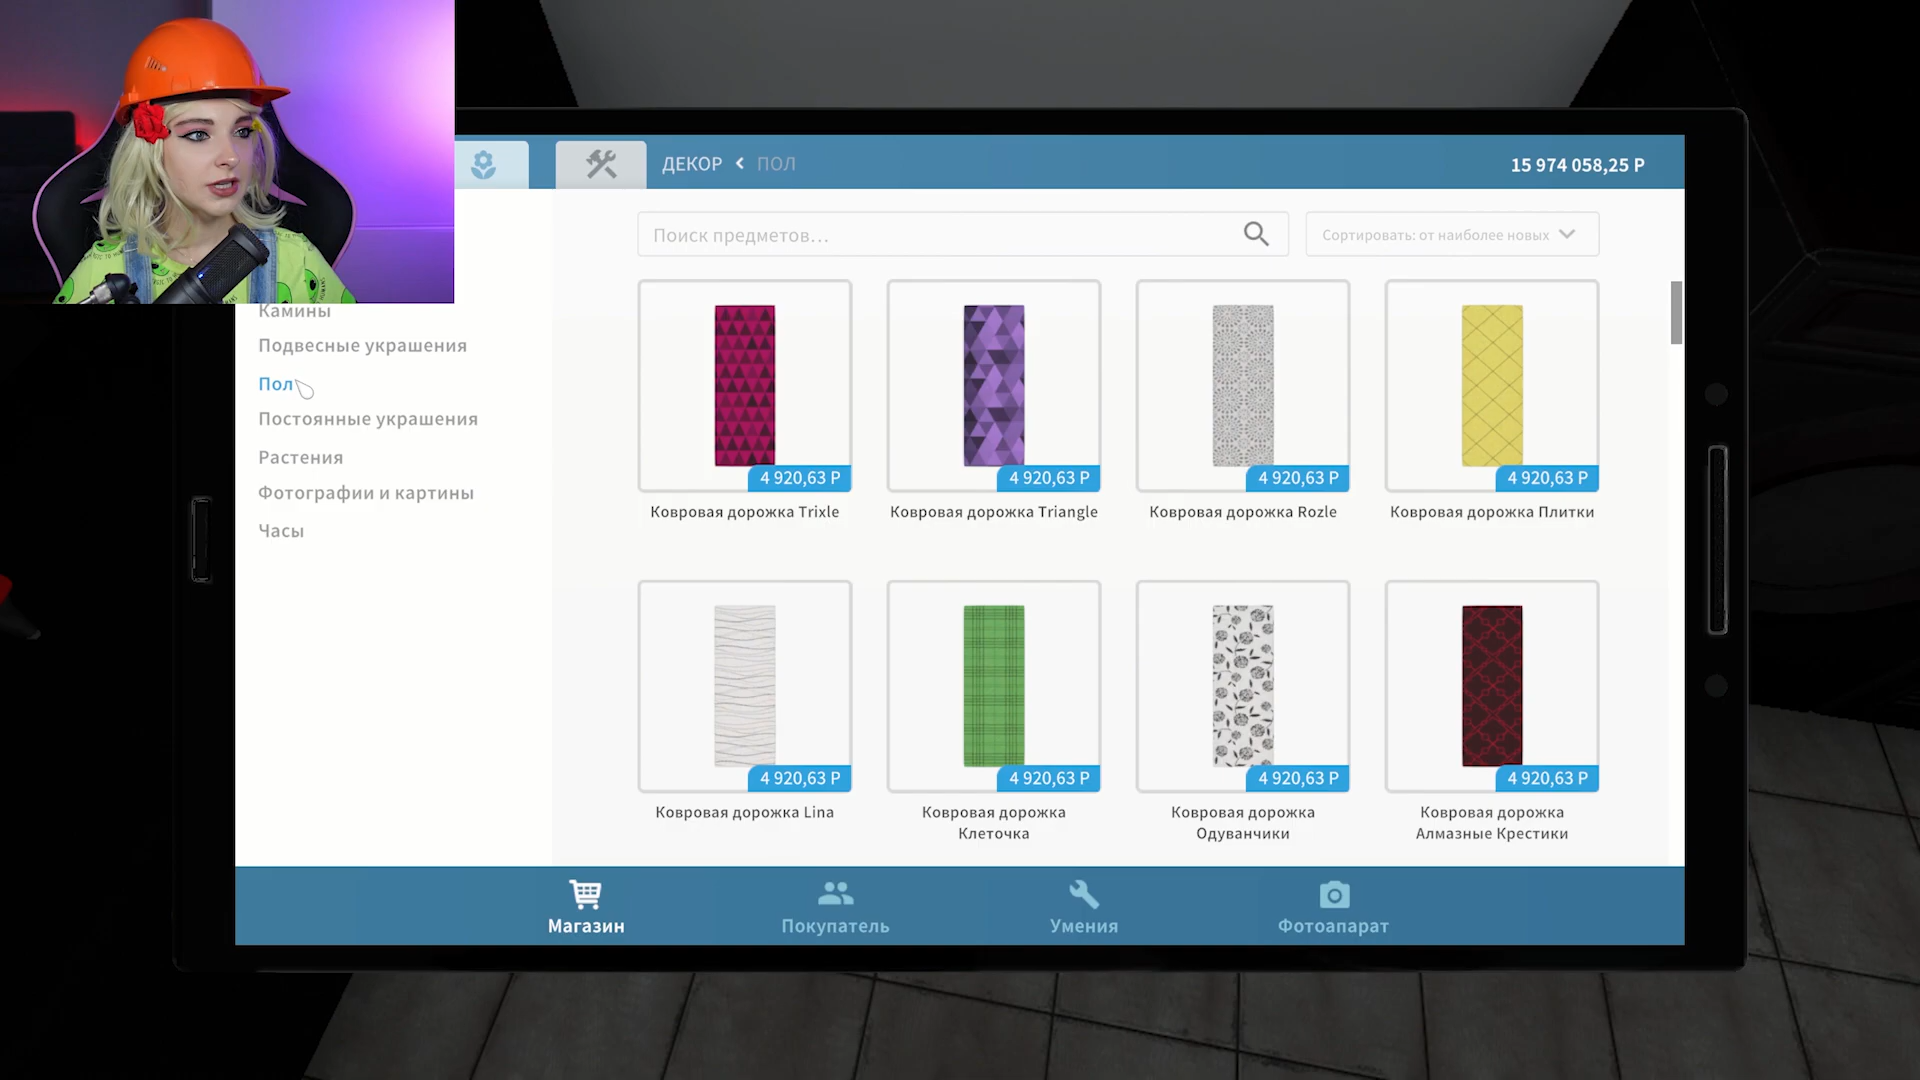 ДЕКОР
ПОЛ
15 974 058,25 Р
Поиск предметов...
Сортировать: от наиболее новых
Камины
Подвесные украшения
Пол
Постоянные украшения
Растения
Фотографии и картины
Часы
4 920,63 Р
4 920,63 Р
4 920,63 Р
4 920,63 Р
Ковровая дорожка Trixle
Ковровая дорожка Triangle
Ковровая дорожка Rozle
Ковровая дорожка Плитки
4 920,63 Р
4 920,63 Р
4 920,63 Р
4 920,63 Р
Ковровая дорожка Lina
Ковровая дорожка
Клеточка
Ковровая дорожка
Одуванчики
Ковровая дорожка
Алмазные Крестики
Магазин
Покупатель
Умения
Фотоаппарат